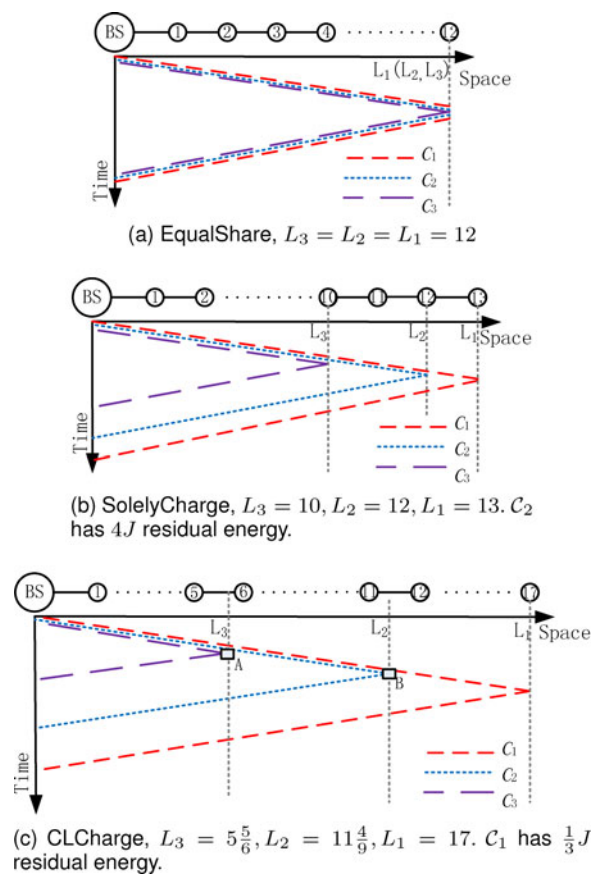 BS 1 2 3 4 12
L₁(L₂,L₃) Space
Time
C₁
C₂
C₃
(a) EqualShare, L₃ = L₂ = L₁ = 12
BS 1 2 10 11 12 13
L₃ L₂ L₁ Space
Time
C₁
C₂
C₃
(b) SolelyCharge, L₃ = 10, L₂ = 12, L₁ = 13. C₂
has 4J residual energy.
BS 1 5 6 11 12 17
L₃ L₂ L₁ Space
A
B
Time
C₁
C₂
C₃
(c) CLCharge, L₃ = 5 5/6, L₂ = 11 4/9, L₁ = 17. C₁ has 1/3 J
residual energy.